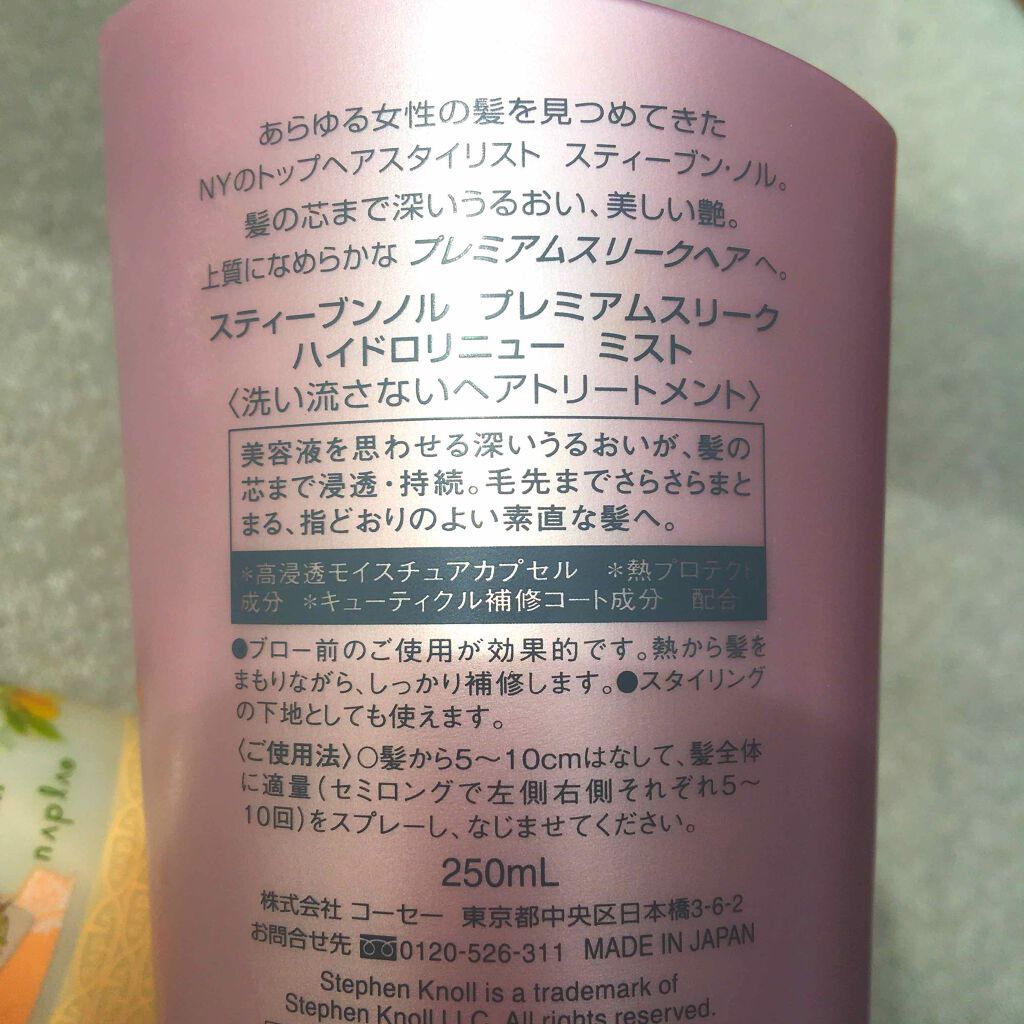 あらゆる女性の髪を見つめてきた
NYのトップヘアスタイリスト スティーブン・ノル。
髪の芯まで深いうるおい、美しい艶。
上質になめらかな プレミアムスリークヘア へ。
スティーブンノル プレミアムスリーク
ハイドロリニュー ミスト
〈洗い流さないヘアトリートメント〉
美容液を思わせる深いうるおいが、髪の
芯まで浸透・持続。毛先までさらさらまと
まる、指どおりのよい素直な髪へ。
*高浸透モイスチュアカプセル *熱プロテクト
成分 *キューティクル補修コート成分 配合
●ブロー前のご使用が効果的です。熱から髪を
まもりながら、しっかり補修します。●スタイリング
の下地としても使えます。
〈ご使用法〉○髪から5〜10cmはなして、髪全体
に適量(セミロングで左側右側それぞれ5〜
10回)をスプレーし、なじませてください。
250mL
株式会社 コーセー 東京都中央区日本橋3-6-2
お問合せ先 0120-526-311 MADE IN JAPAN
Stephen Knoll is a trademark of
Stephen Knoll LLC. All rights reserved.